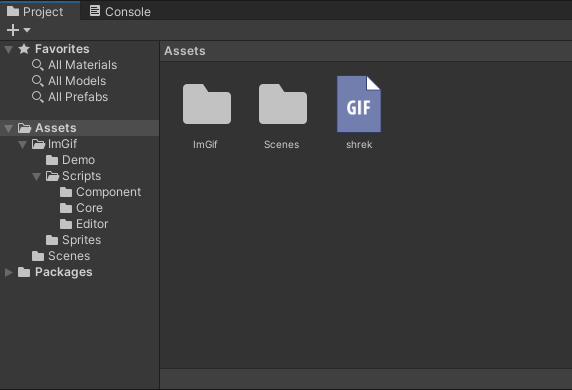 Project
Console
Favorites
All Materials
All Models
All Prefabs
Assets
ImGif
Demo
Scripts
Component
Core
Editor
Sprites
Scenes
Packages
Assets
GIF
ImGif
Scenes
shrek